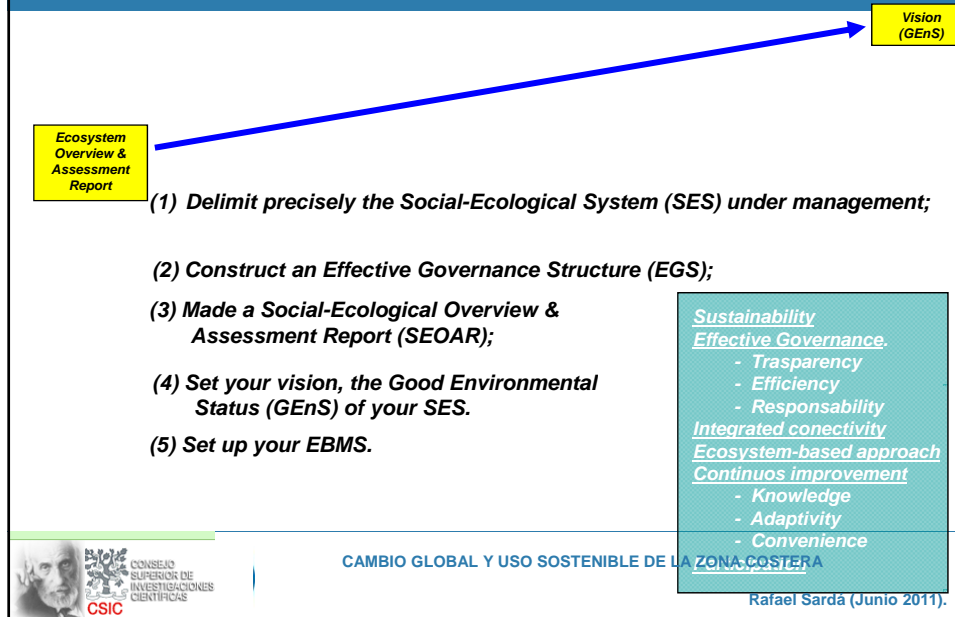 Vision
(GEnS)
Ecosystem
Overview &
Assessment
Report
(1) Delimit precisely the Social-Ecological System (SES) under management;
(2) Construct an Effective Governance Structure (EGS);
(3) Made a Social-Ecological Overview &
Assessment Report (SEOAR);
(4) Set your vision, the Good Environmental
Status (GEnS) of your SES.
(5) Set up your EBMS.
Sustainability
Effective Governance.
- Trasparency
- Efficiency
- Responsability
Integrated conectivity
Ecosystem-based approach
Continuos improvement
- Knowledge
- Adaptivity
- Convenience
Participation
CONSEJO
SUPERIOR DE
INVESTIGACIONES
CIENTÍFICAS
CSIC
CAMBIO GLOBAL Y USO SOSTENIBLE DE LA ZONA COSTERA
Rafael Sardá (Junio 2011).